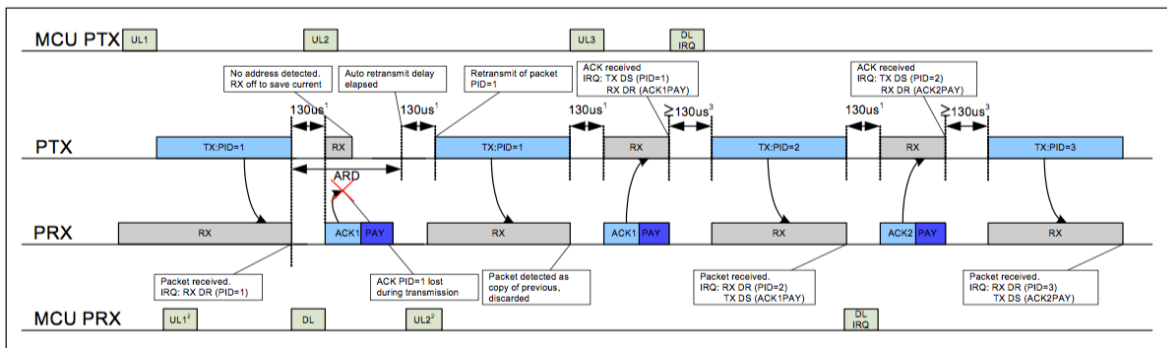 MCU PTX
UL1
UL2
UL3
DL
IRQ
No address detected.
RX off to save current
Auto retransmit delay
elapsed
Retransmit of packet
PID=1
ACK received
IRQ: TX DS (PID=1)
RX DR (ACK1PAY)
ACK received
IRQ: TX DS (PID=2)
RX DR (ACK2PAY)
130us¹
130us¹
130us¹
≥130us³
130us¹
≥130us³
PTX
TX:PID=1
RX
TX:PID=1
RX
TX:PID=2
RX
TX:PID=3
ARD
PRX
RX
ACK1 PAY
RX
ACK1 PAY
RX
ACK2 PAY
RX
Packet received.
IRQ: RX DR (PID=1)
ACK PID=1 lost
during transmission
Packet detected as
copy of previous,
discarded
Packet received.
IRQ: RX DR (PID=2)
TX DS (ACK1PAY)
Packet received.
IRQ: RX DR (PID=3)
TX DS (ACK2PAY)
MCU PRX
UL1²
DL
UL2²
DL
IRQ